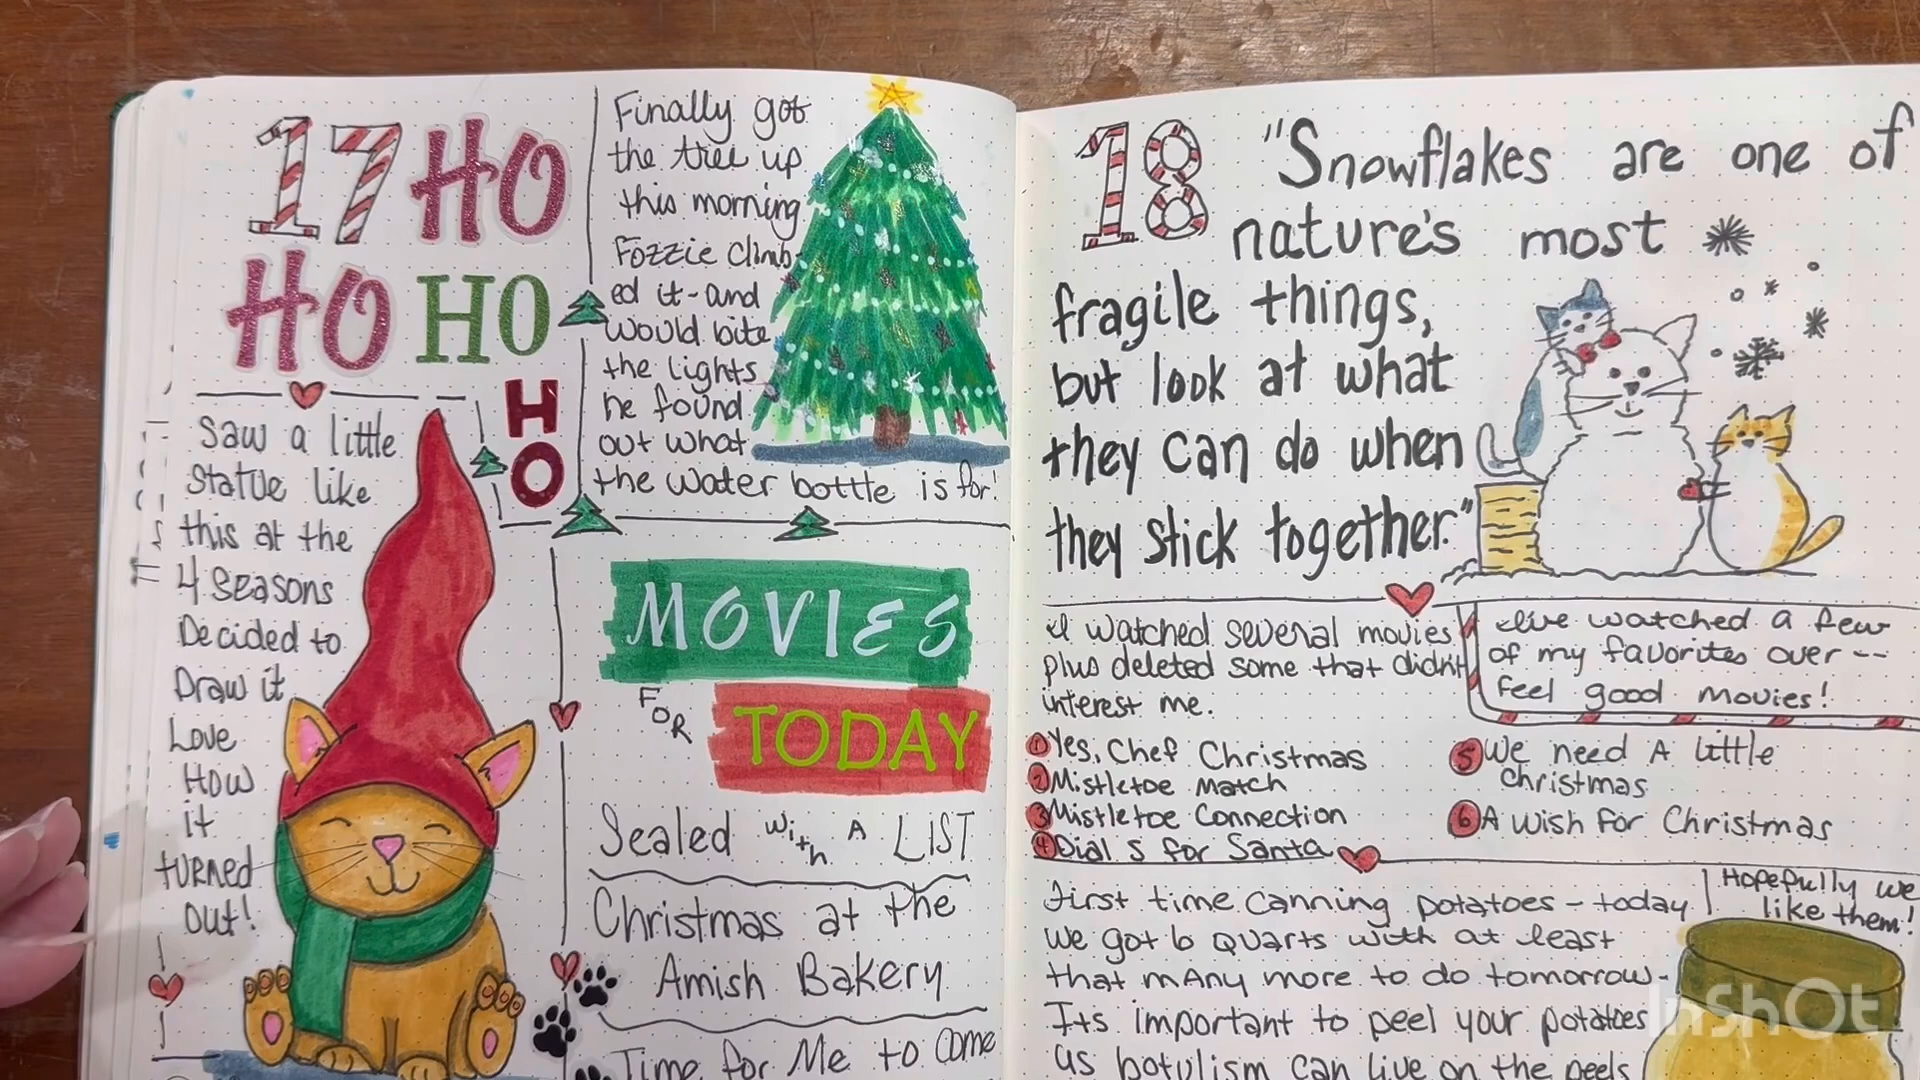 17 HO
HO HO
H
O
Saw a little
statue like
this at the
4 Seasons
Decided to
Draw it
Love
How
it
turned
out!
Finally got
the tree up
this morning
Fozzie Climb-
ed it-and
would bite
the lights
he found
out what
the water bottle is for!
MOVIES
FOR
TODAY
Sealed with A LIST
Christmas at the
Amish Bakery
Time for Me to Come
18 "Snowflakes are one of
nature's most
fragile things,
but look at what
they can do when
they stick together."
I watched several movies
plus deleted some that didn't
interest me.
I've watched a few
of my favorites over --
feel good movies!
1 Yes, Chef Christmas
2 Mistletoe Match
3 Mistletoe Connection
4 Dial S for Santa
5 We need A Little
Christmas
6 A Wish For Christmas
First time canning potatoes - today
we got 6 quarts with at least
that mAny more to do tomorrow-
Its important to peel your potatoes
as botulism can live on the peels
Hopefully we
like them!
InShOt